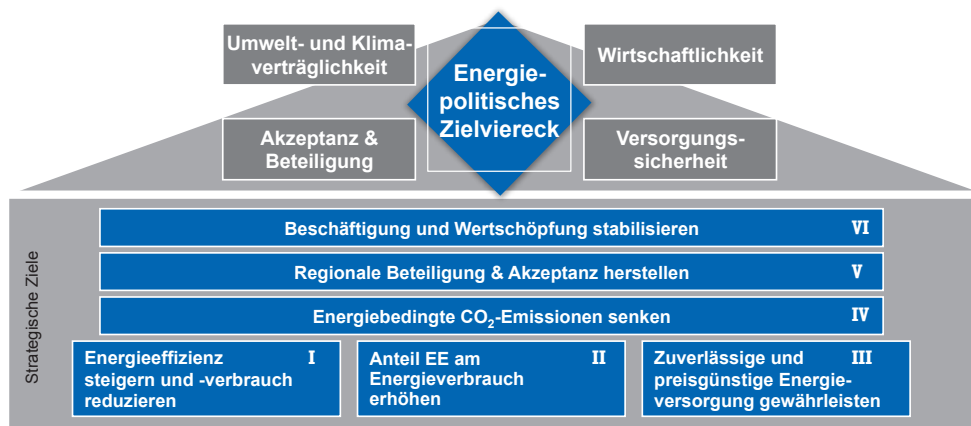 Umwelt- und Klima-
verträglichkeit
Wirtschaftlichkeit
Energie-
politisches
Zielviereck
Akzeptanz &
Beteiligung
Versorgungs-
sicherheit
Strategische Ziele
Beschäftigung und Wertschöpfung stabilisieren VI
Regionale Beteiligung & Akzeptanz herstellen V
Energiebedingte CO₂-Emissionen senken IV
Energieeffizienz I
steigern und -verbrauch
reduzieren
Anteil EE am II
Energieverbrauch
erhöhen
Zuverlässige und III
preisgünstige Energie-
versorgung gewährleisten